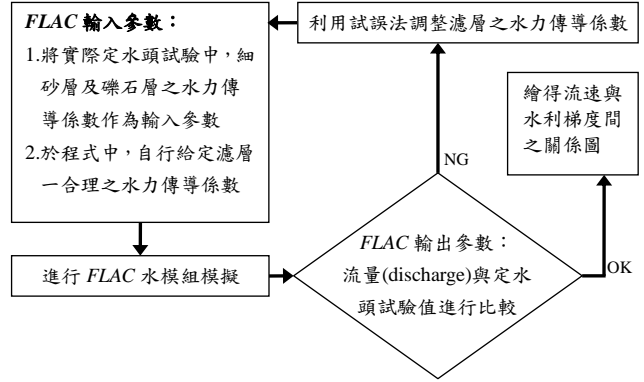 FLAC 輸入參數：
1.將實際定水頭試驗中，細
砂層及礫石層之水力傳
導係數作為輸入參數
2.於程式中，自行給定濾層
一合理之水力傳導係數
利用試誤法調整濾層之水力傳導係數
繪得流速與
水利梯度間
之關係圖
NG
進行 FLAC 水模組模擬
FLAC 輸出參數：
流量(discharge)與定水
頭試驗值進行比較
OK